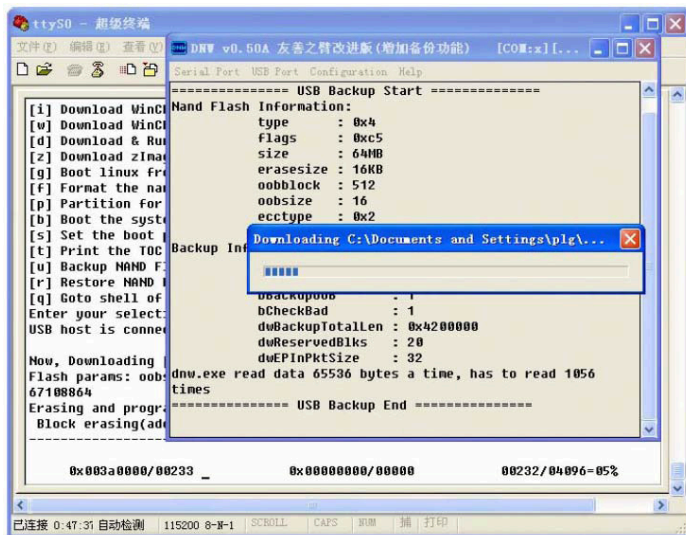 ttyS0 - 超级终端
文件(F) 编辑(E) 查看(V)
DNW v0.50A 友善之臂改进版(增加备份功能) [COM:x][...
Serial Port USB Port Configuration Help
=============== USB Backup Start ==============
Nand Flash Information:
type : 0x4
flags : 0xc5
size : 64MB
erasesize : 16KB
oobblock : 512
oobsize : 16
ecctype : 0x2
Backup Inf
Downloading C:\Documents and Settings\plg\...
bBackupOob : 1
bCheckBad : 1
dwBackupTotalLen : 0x4200000
dwReservedBlks : 20
dwEPInPktSize : 32
dnw.exe read data 65536 bytes a time, has to read 1056
times
=============== USB Backup End ===============
[i] Download WinC
[w] Download WinC
[d] Download & Ru
[z] Download zIma
[g] Boot linux fr
[f] Format the na
[p] Partition for
[b] Boot the syst
[s] Set the boot
[t] Print the TOC
[u] Backup NAND F
[r] Restore NAND
[q] Goto shell of
Enter your select
USB host is conne
Now, Downloading
Flash params: oob
67108864
Erasing and progr
Block erasing(ad
0x003a0000/00233 _ 0x00000000/00000 00232/04096=05%
已连接 0:47:37 自动检测 115200 8-N-1 SCROLL CAPS NUM 捕 打印